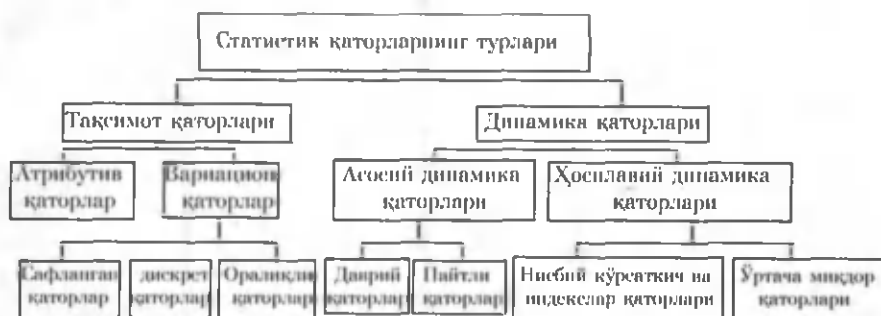 Статистик қаторларнинг турлари
Тақсимот қаторлари
Динамика қаторлари
Атрибутив
қаторлар
Вариацион
қаторлар
Асосий динамика
қаторлари
Ҳосилавий динамика
қаторлари
Сафланган
қаторлар
дискрет
қаторлар
Оралиқли
қаторлар
Даврий
қаторлар
Пайтли
қаторлар
Нисбий кўрсаткич ва
индекслар қаторлари
Ўртача миқдор
қаторлари